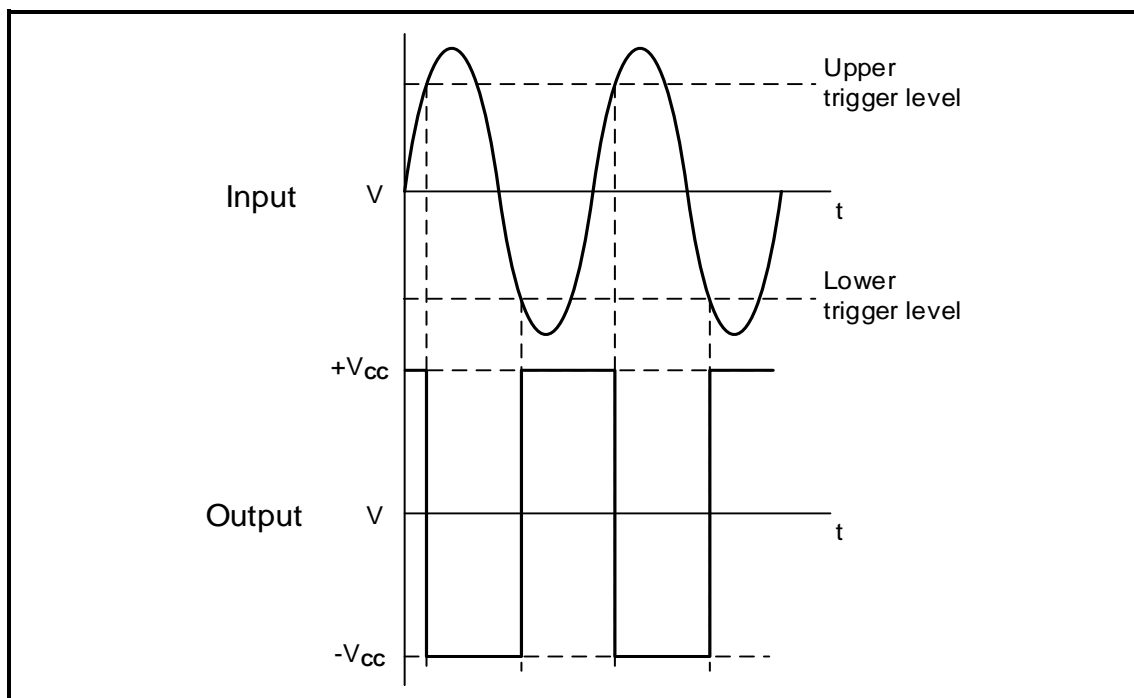 Upper
trigger level
Input
V
t
Lower
trigger level
+Vcc
Output
V
t
-Vcc